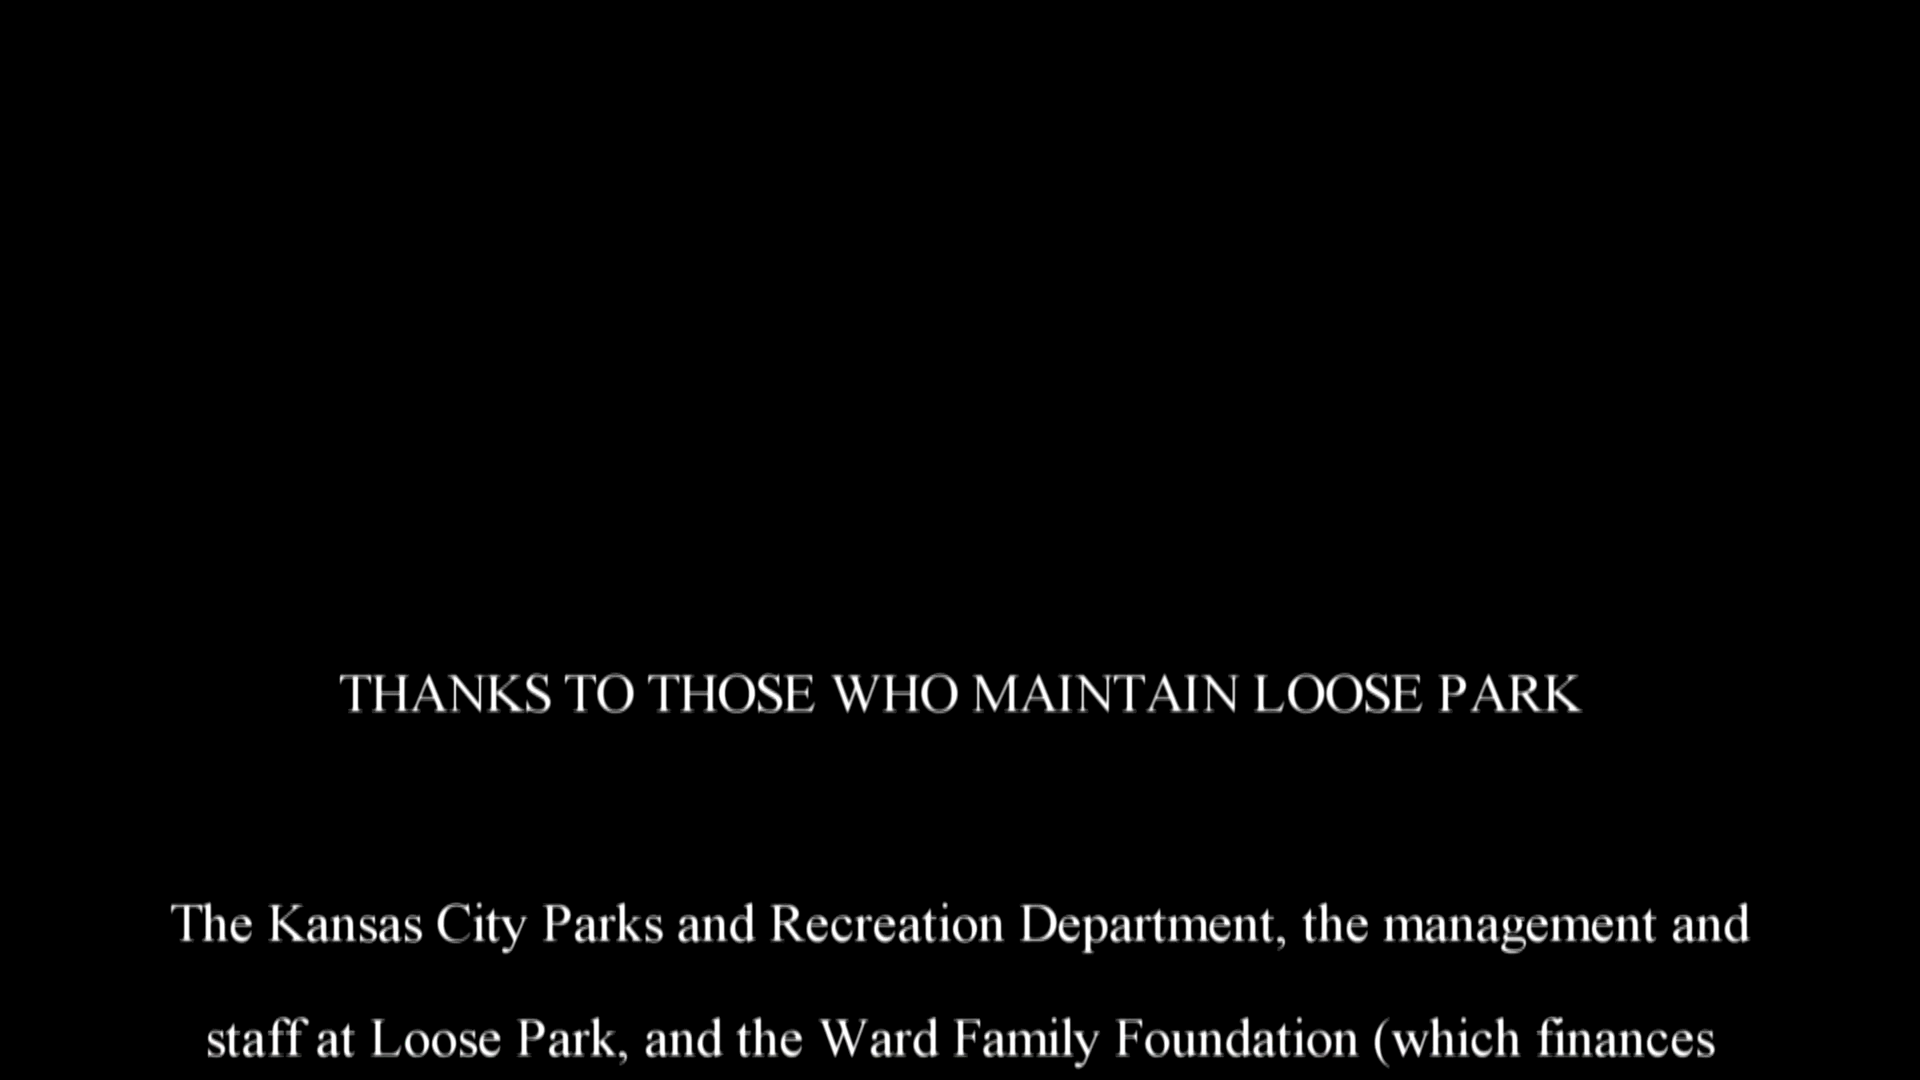 THANKS TO THOSE WHO MAINTAIN LOOSE PARK
The Kansas City Parks and Recreation Department, the management and
staff at Loose Park, and the Ward Family Foundation (which finances